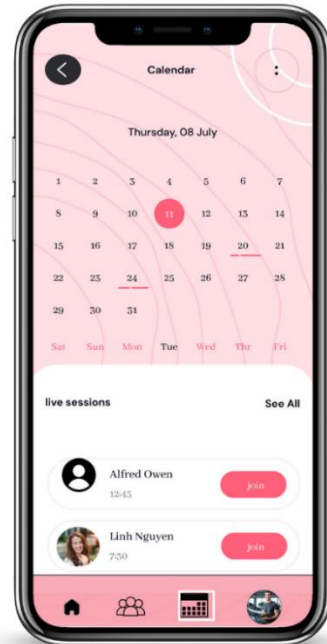 Calendar
Thursday, 08 July
1 2 3 4 5 6 7
8 9 10 11 12 13 14
15 16 17 18 19 20 21
22 23 24 25 26 27 28
29 30 31
Sat Sun Mon Tue Wed Thr Fri
live sessions See All
Alfred Owen
12:45
join
Linh Nguyen
7:30
join